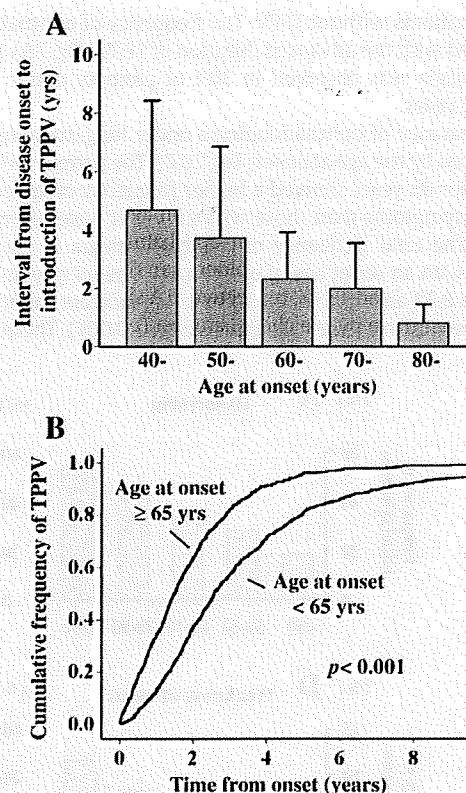 A
Interval from disease onset to
introduction of TPPV (yrs)
10
8
6
4
2
0
40-
50-
60-
70-
80-
Age at onset (years)
B
Cumulative frequency of TPPV
1.0
0.8
0.6
0.4
0.2
0.0
Age at onset
≥ 65 yrs
Age at onset
< 65 yrs
p< 0.001
0
2
4
6
8
Time from onset (years)